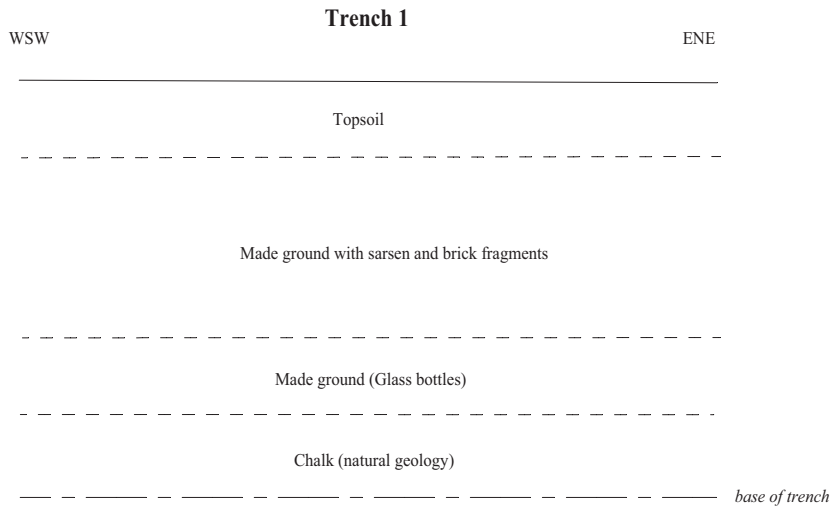 Trench 1
WSW
ENE
Topsoil
Made ground with sarsen and brick fragments
Made ground (Glass bottles)
Chalk (natural geology)
base of trench